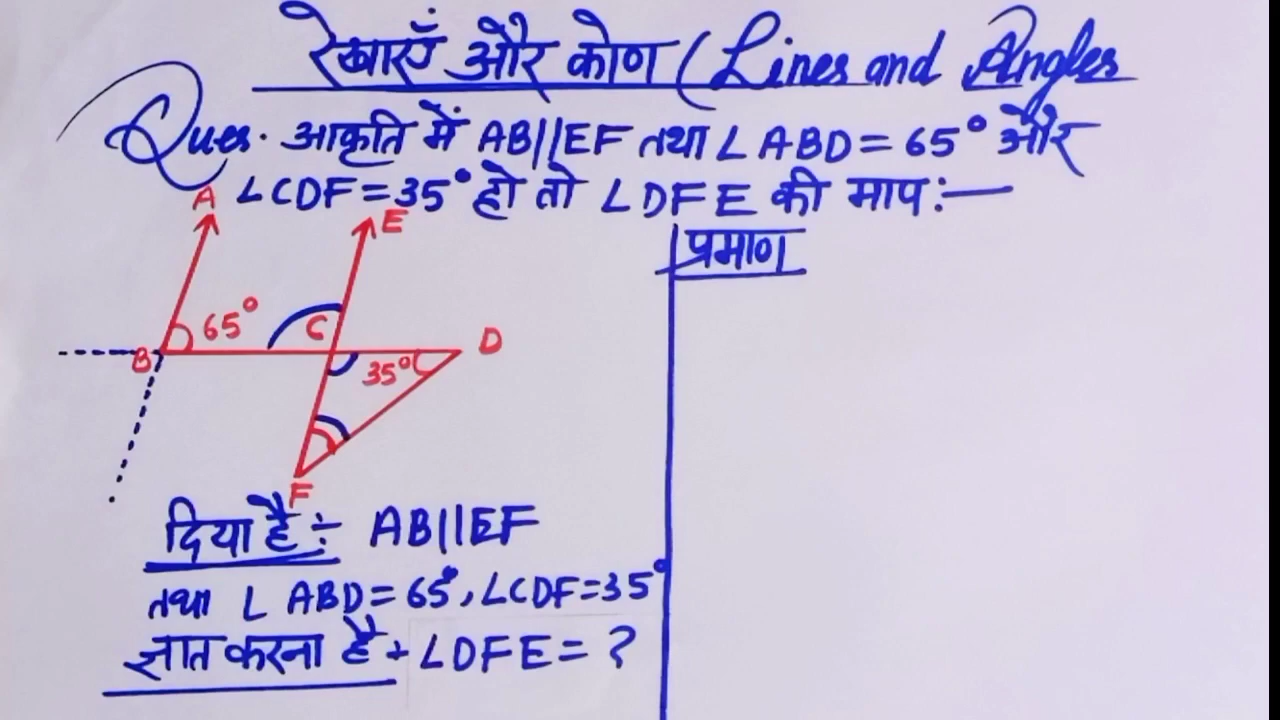 रेखाएँ और कोण (Lines and Angles
Ques. आकृति में AB||EF तथा ∠ABD = 65° और
∠CDF = 35° हो तो ∠DFE की माप :—
प्रमाण
A
E
65°
C
B
D
35°
F
दिया है :- AB||EF
तथा ∠ABD = 65°, ∠CDF = 35°
ज्ञात करना है - ∠DFE = ?